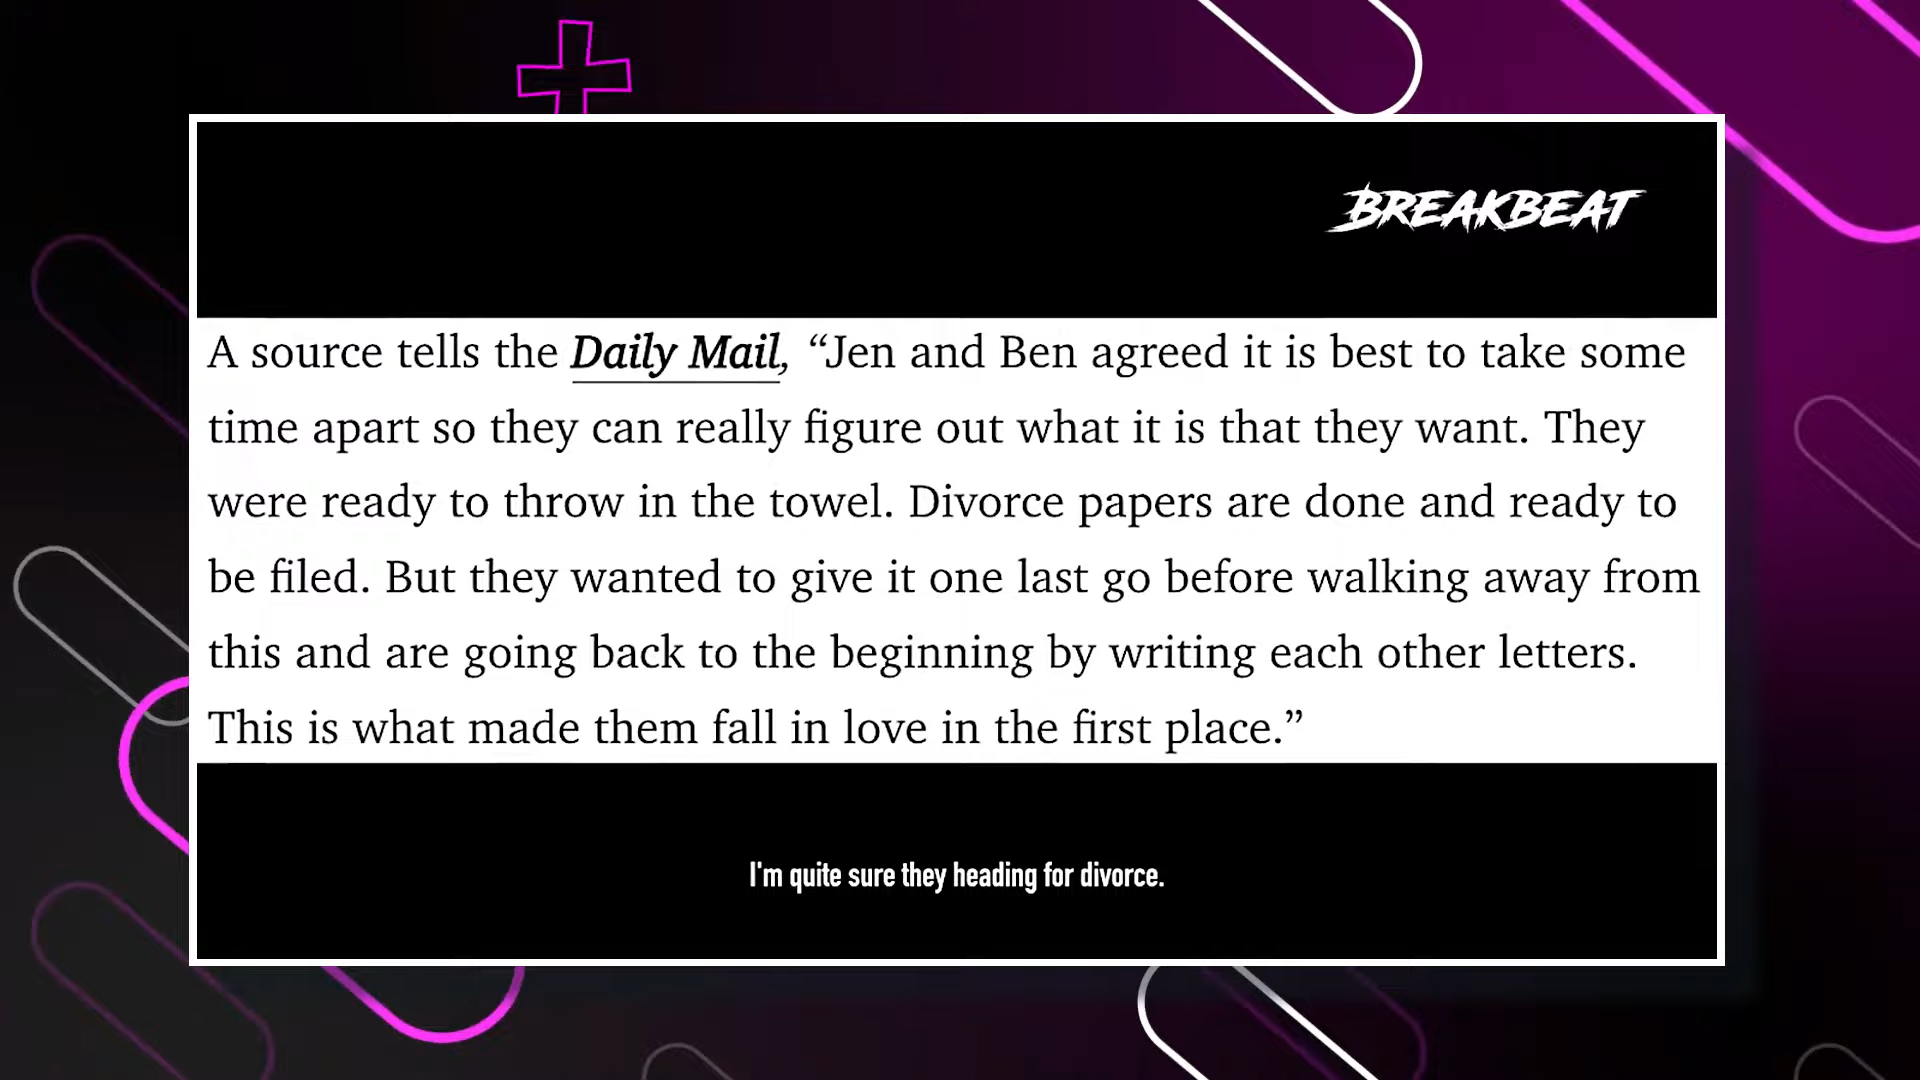 BREAKBEAT
A source tells the Daily Mail, “Jen and Ben agreed it is best to take some
time apart so they can really figure out what it is that they want. They
were ready to throw in the towel. Divorce papers are done and ready to
be filed. But they wanted to give it one last go before walking away from
this and are going back to the beginning by writing each other letters.
This is what made them fall in love in the first place.”
I'm quite sure they heading for divorce.